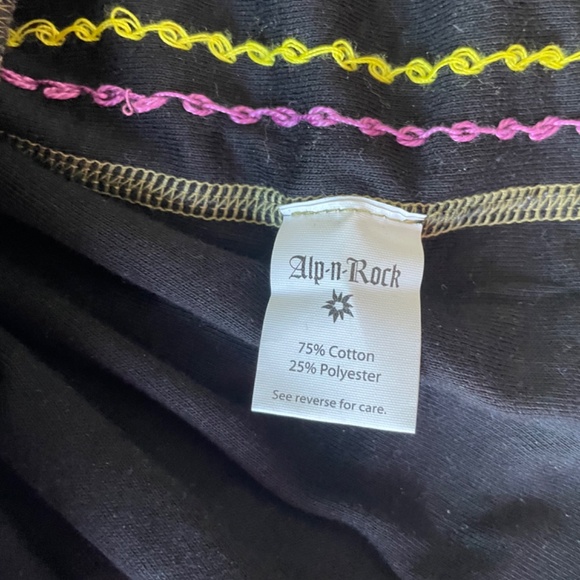 Alp-n-Rock
75% Cotton
25% Polyester
See reverse for care.